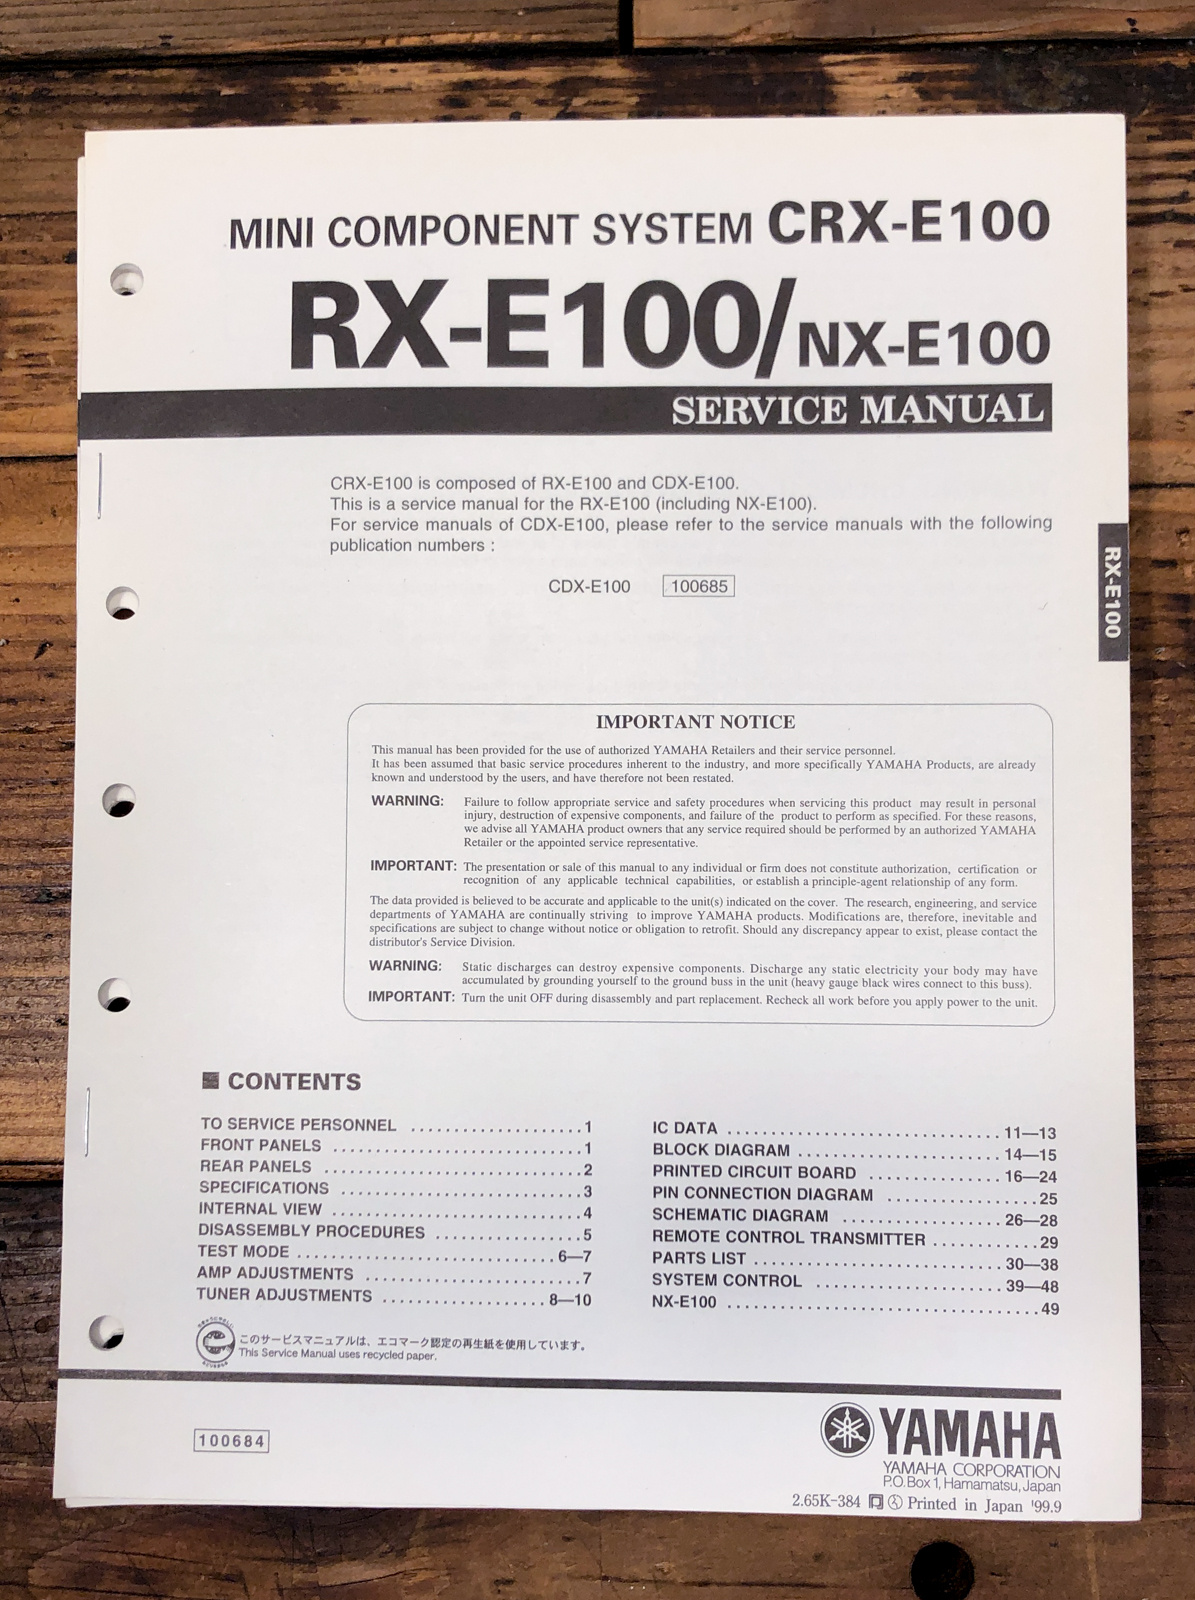 MINI COMPONENT SYSTEM CRX-E100
RX-E100/NX-E100
SERVICE MANUAL
CRX-E100 is composed of RX-E100 and CDX-E100.
This is a service manual for the RX-E100 (including NX-E100).
For service manuals of CDX-E100, please refer to the service manuals with the following
publication numbers :
CDX-E100 100685
RX-E100
IMPORTANT NOTICE
This manual has been provided for the use of authorized YAMAHA Retailers and their service personnel.
It has been assumed that basic service procedures inherent to the industry, and more specifically YAMAHA Products, are already
known and understood by the users, and have therefore not been restated.
WARNING: Failure to follow appropriate service and safety procedures when servicing this product may result in personal
injury, destruction of expensive components, and failure of the product to perform as specified. For these reasons,
we advise all YAMAHA product owners that any service required should be performed by an authorized YAMAHA
Retailer or the appointed service representative.
IMPORTANT: The presentation or sale of this manual to any individual or firm does not constitute authorization, certification or
recognition of any applicable technical capabilities, or establish a principle-agent relationship of any form.
The data provided is believed to be accurate and applicable to the unit(s) indicated on the cover. The research, engineering, and service
departments of YAMAHA are continually striving to improve YAMAHA products. Modifications are, therefore, inevitable and
specifications are subject to change without notice or obligation to retrofit. Should any discrepancy appear to exist, please contact the
distributor's Service Division.
WARNING: Static discharges can destroy expensive components. Discharge any static electricity your body may have
accumulated by grounding yourself to the ground buss in the unit (heavy gauge black wires connect to this buss).
IMPORTANT: Turn the unit OFF during disassembly and part replacement. Recheck all work before you apply power to the unit.
■ CONTENTS
TO SERVICE PERSONNEL ....................1
FRONT PANELS ..............................1
REAR PANELS ...............................2
SPECIFICATIONS ............................3
INTERNAL VIEW .............................4
DISASSEMBLY PROCEDURES .................5
TEST MODE ..............................6—7
AMP ADJUSTMENTS .........................7
TUNER ADJUSTMENTS ...................8—10
IC DATA ................................11—13
BLOCK DIAGRAM ........................14—15
PRINTED CIRCUIT BOARD ................16—24
PIN CONNECTION DIAGRAM ..................25
SCHEMATIC DIAGRAM ...................26—28
REMOTE CONTROL TRANSMITTER ............29
PARTS LIST .............................30—38
SYSTEM CONTROL ......................39—48
NX-E100 ....................................49
このサービスマニュアルは、エコマーク認定の再生紙を使用しています。
This Service Manual uses recycled paper.
100684
YAMAHA
YAMAHA CORPORATION
P.O.Box 1, Hamamatsu, Japan
2.65K-384 Printed in Japan '99.9